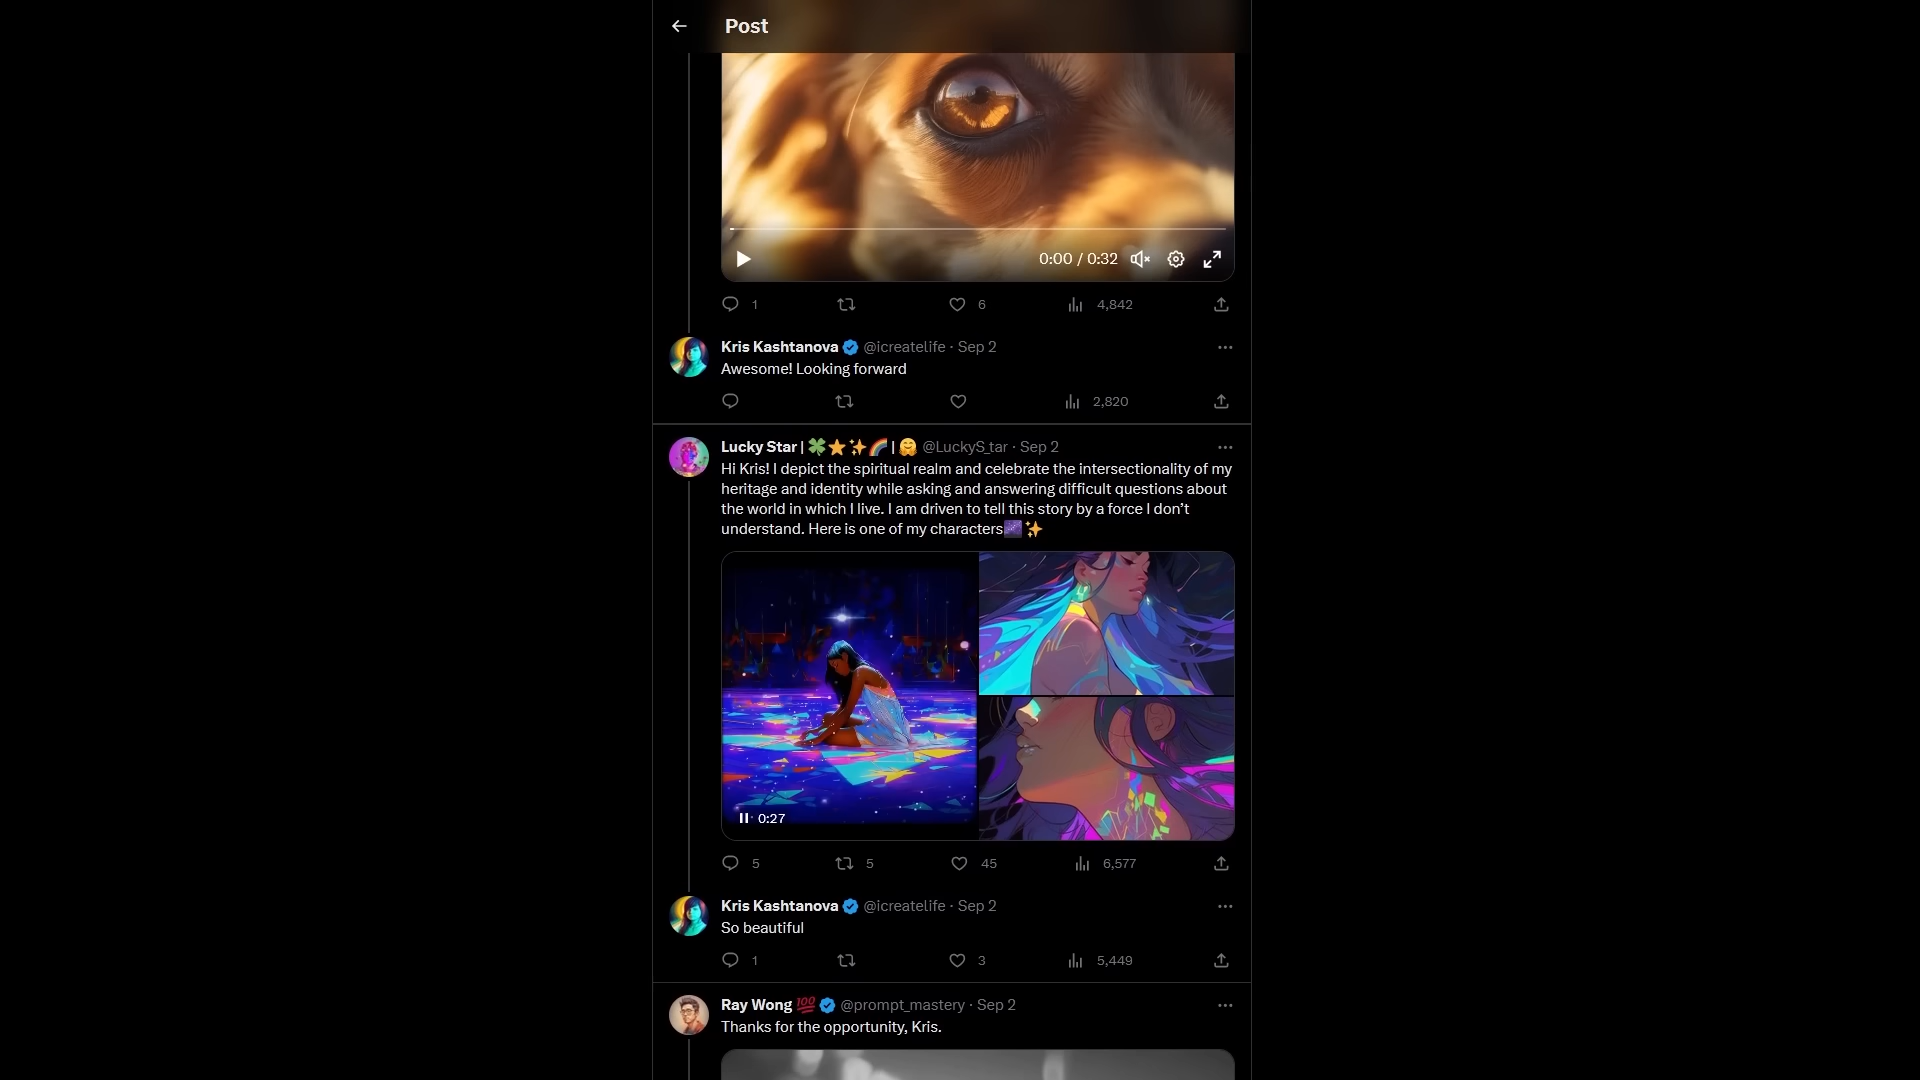 Post
0:00 / 0:32
1 6 4,842
Kris Kashtanova @icreatelife · Sep 2
Awesome! Looking forward
2,820
Lucky Star | 🍀⭐✨🌈 | 🤗 @LuckyS_tar · Sep 2
Hi Kris! I depict the spiritual realm and celebrate the intersectionality of my
heritage and identity while asking and answering difficult questions about
the world in which I live. I am driven to tell this story by a force I don’t
understand. Here is one of my characters🌌✨
0:27
5 5 45 6,577
Kris Kashtanova @icreatelife · Sep 2
So beautiful
1 3 5,449
Ray Wong 💯 @prompt_mastery · Sep 2
Thanks for the opportunity, Kris.